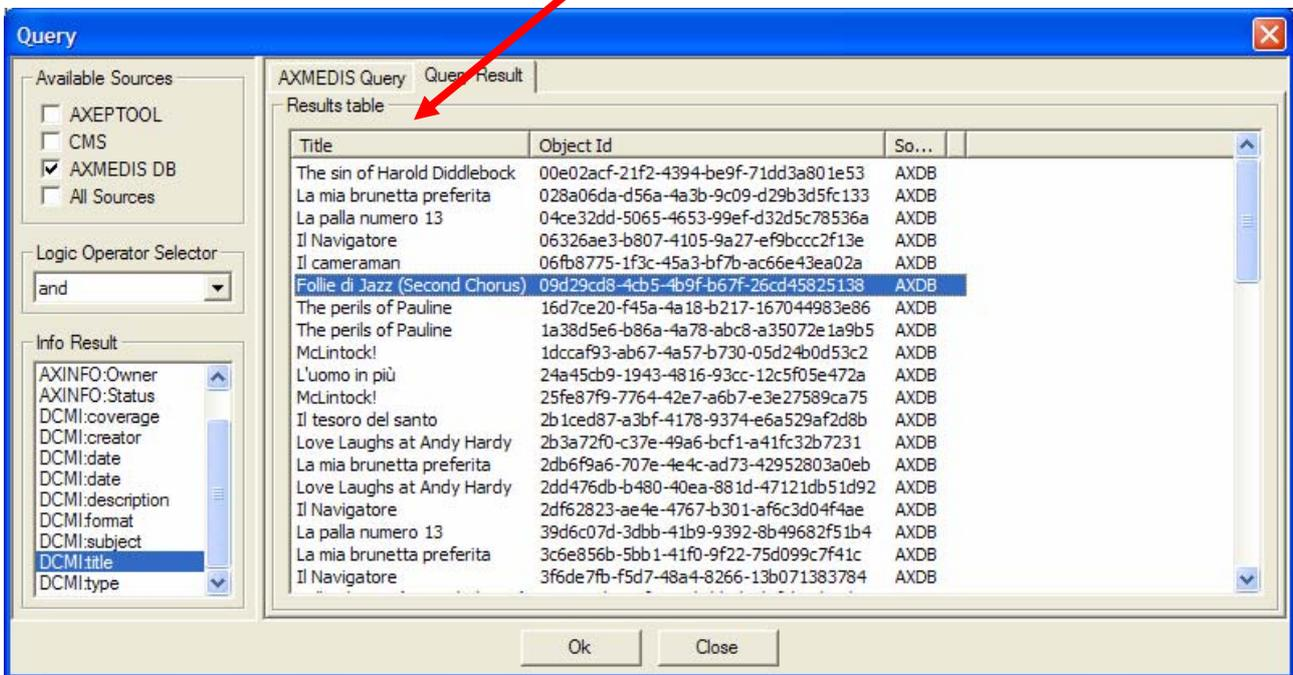 Query
Available Sources
AXEPTOOL
CMS
AXMEDIS DB
All Sources
Logic Operator Selector
and
Info Result
AXINFO:Owner
AXINFO:Status
DCMI:coverage
DCMI:creator
DCMI:date
DCMI:date
DCMI:description
DCMI:format
DCMI:subject
DCMI:title
DCMI:type
AXMEDIS Query Query Result
Results table
Title Object Id So...
The sin of Harold Diddlebock 00e02acf-21f2-4394-be9f-71dd3a801e53 AXDB
La mia brunetta preferita 028a06da-d56a-4a3b-9c09-d29b3d5fc133 AXDB
La palla numero 13 04ce32dd-5065-4653-99ef-d32d5c78536a AXDB
Il Navigatore 06326ae3-b807-4105-9a27-ef9bccc2f13e AXDB
Il cameraman 06fb8775-1f3c-45a3-bf7b-ac66e43ea02a AXDB
Follie di Jazz (Second Chorus) 09d29cd8-4cb5-4b9f-b67f-26cd45825138 AXDB
The perils of Pauline 16d7ce20-f45a-4a18-b217-167044983e86 AXDB
The perils of Pauline 1a38d5e6-b86a-4a78-abc8-a35072e1a9b5 AXDB
McLintock! 1dccaf93-ab67-4a57-b730-05d24b0d53c2 AXDB
L'uomo in più 24a45cb9-1943-4816-93cc-12c5f05e472a AXDB
McLintock! 25fe87f9-7764-42e7-a6b7-e3e27589ca75 AXDB
Il tesoro del santo 2b1ced87-a3bf-4178-9374-e6a529af2d8b AXDB
Love Laughs at Andy Hardy 2b3a72f0-c37e-49a6-bcf1-a41fc32b7231 AXDB
La mia brunetta preferita 2db6f9a6-707e-4e4c-ad73-42952803a0eb AXDB
Love Laughs at Andy Hardy 2dd476db-b480-40ea-881d-47121db51d92 AXDB
Il Navigatore 2df62823-ae4e-4767-b301-af6c3d04f4ae AXDB
La palla numero 13 39d6c07d-3dbb-41b9-9392-8b49682f51b4 AXDB
La mia brunetta preferita 3c6e856b-5bb1-41f0-9f22-75d099c7f41c AXDB
Il Navigatore 3f6de7fb-f5d7-48a4-8266-13b071383784 AXDB
Ok Close